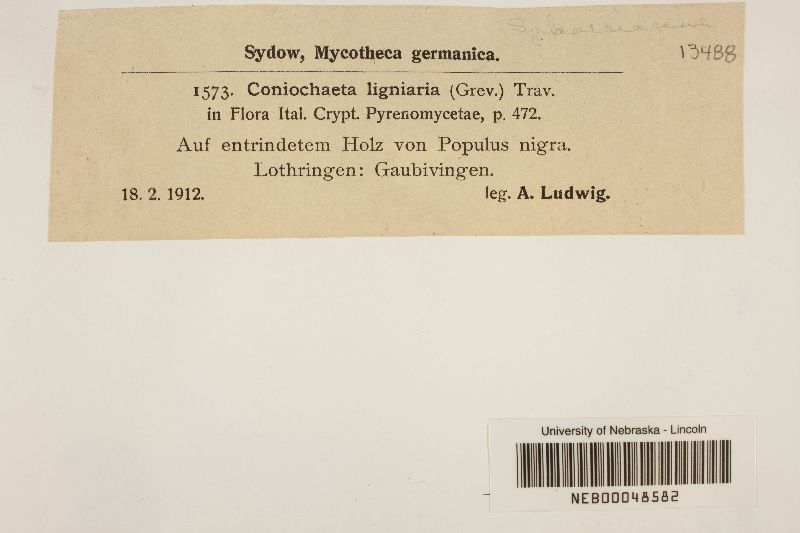 13488
Sydow, Mycotheca germanica.
1573. Coniochaeta ligniaria (Grev.) Trav.
in Flora Ital. Crypt. Pyrenomycetae, p. 472.
Auf entrindetem Holz von Populus nigra.
Lothringen: Gaubivingen.
18. 2. 1912. leg. A. Ludwig.
University of Nebraska - Lincoln
NEB00048582